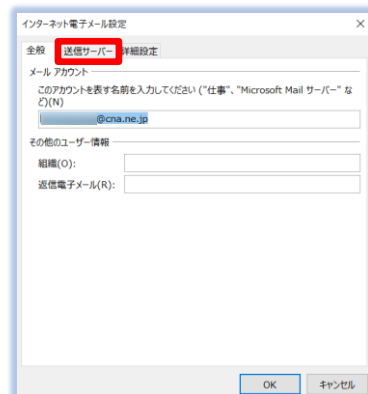 インターネット電子メール設定
全般 送信サーバー 詳細設定
メール アカウント
このアカウントを表す名前を入力してください ("仕事"、"Microsoft Mail サーバー" な
ど)(N)
@cna.ne.jp
その他のユーザー情報
組織(O):
返信電子メール(R):
OK キャンセル